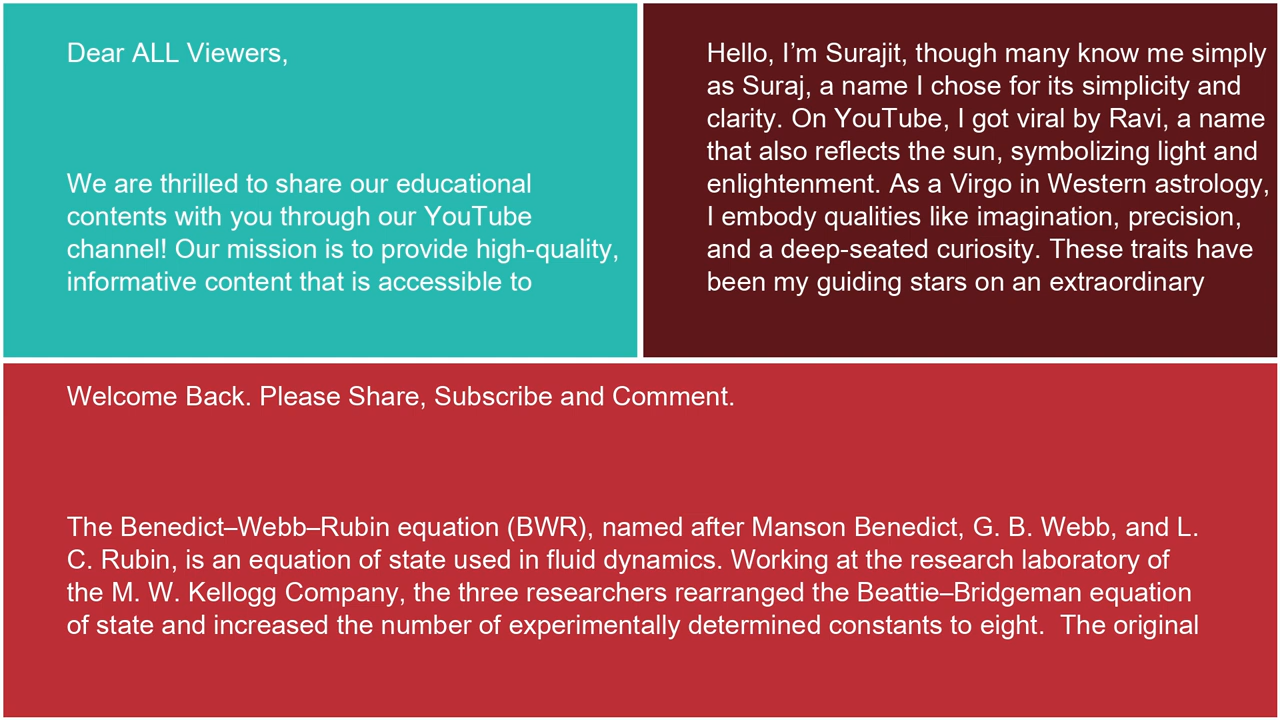 Dear ALL Viewers,
We are thrilled to share our educational
contents with you through our YouTube
channel! Our mission is to provide high-quality,
informative content that is accessible to
Hello, I’m Surajit, though many know me simply
as Suraj, a name I chose for its simplicity and
clarity. On YouTube, I got viral by Ravi, a name
that also reflects the sun, symbolizing light and
enlightenment. As a Virgo in Western astrology,
I embody qualities like imagination, precision,
and a deep-seated curiosity. These traits have
been my guiding stars on an extraordinary
Welcome Back. Please Share, Subscribe and Comment.
The Benedict–Webb–Rubin equation (BWR), named after Manson Benedict, G. B. Webb, and L.
C. Rubin, is an equation of state used in fluid dynamics. Working at the research laboratory of
the M. W. Kellogg Company, the three researchers rearranged the Beattie–Bridgeman equation
of state and increased the number of experimentally determined constants to eight.  The original